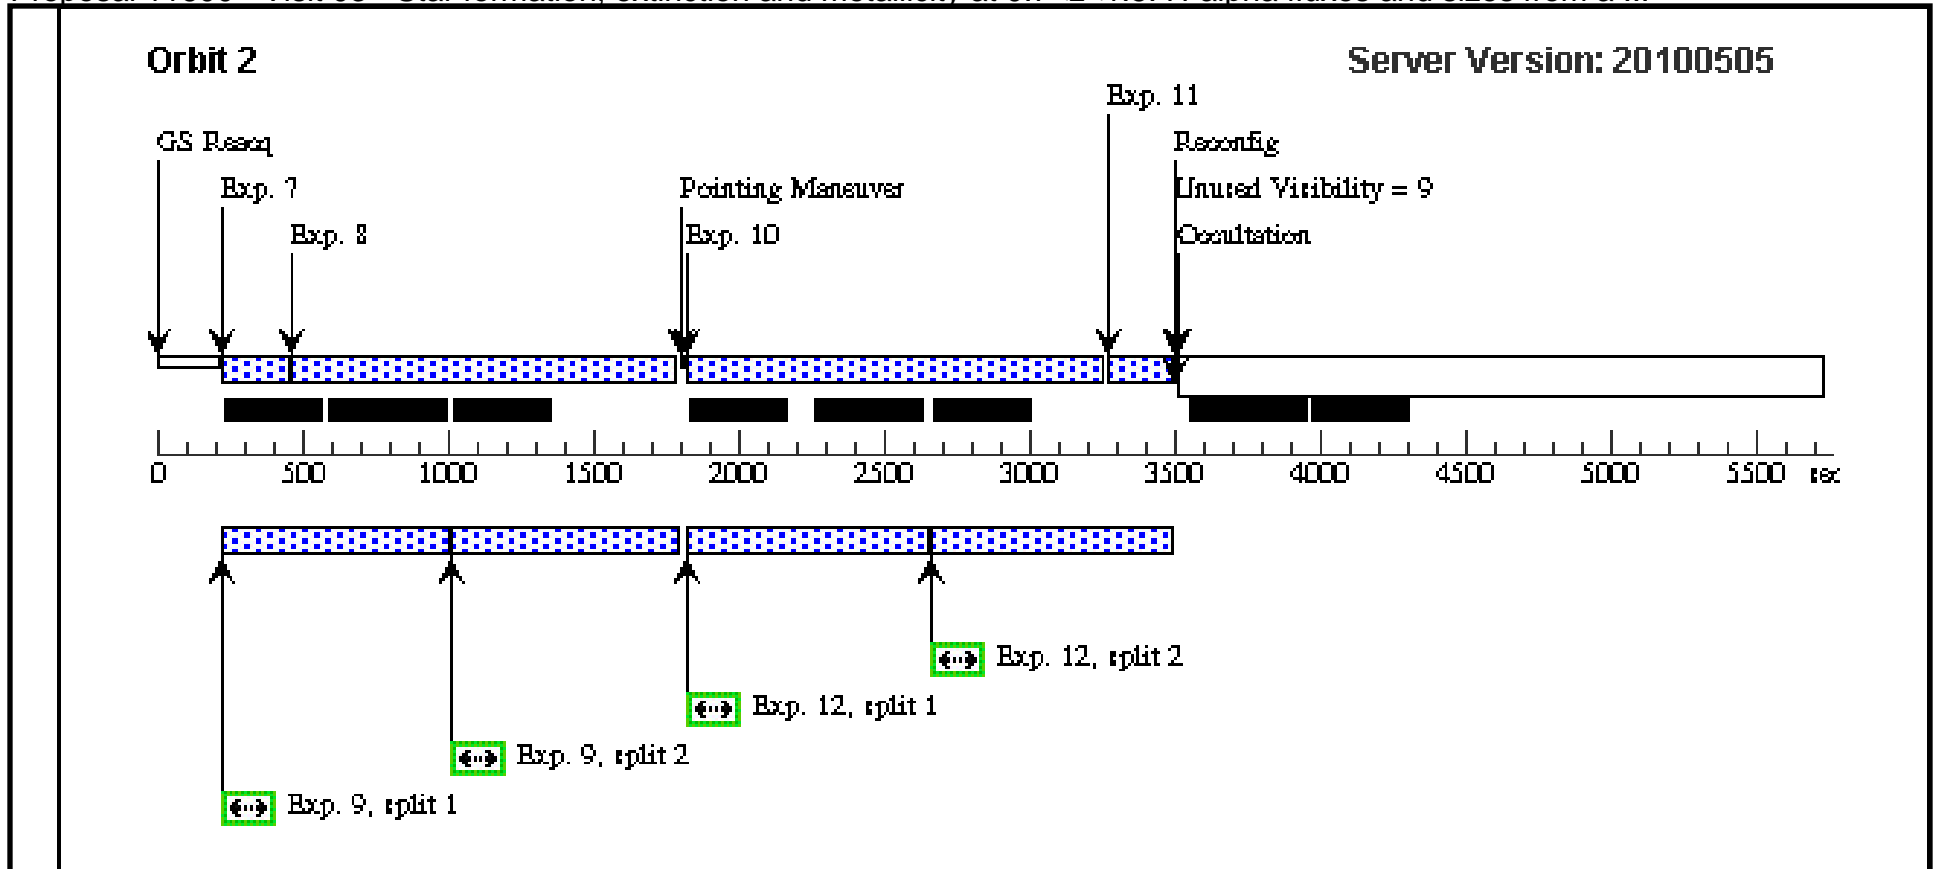 Orbit 2
Server Version: 20100505
Exp. 11
GS Reacq
Reconfig
Exp. 7
Pointing Maneuver
Unused Visibility = 9
Exp. 8
Exp. 10
Occultation
0 500 1000 1500 2000 2500 3000 3500 4000 4500 5000 5500 sec
Exp. 12, split 2
Exp. 12, split 1
Exp. 9, split 2
Exp. 9, split 1